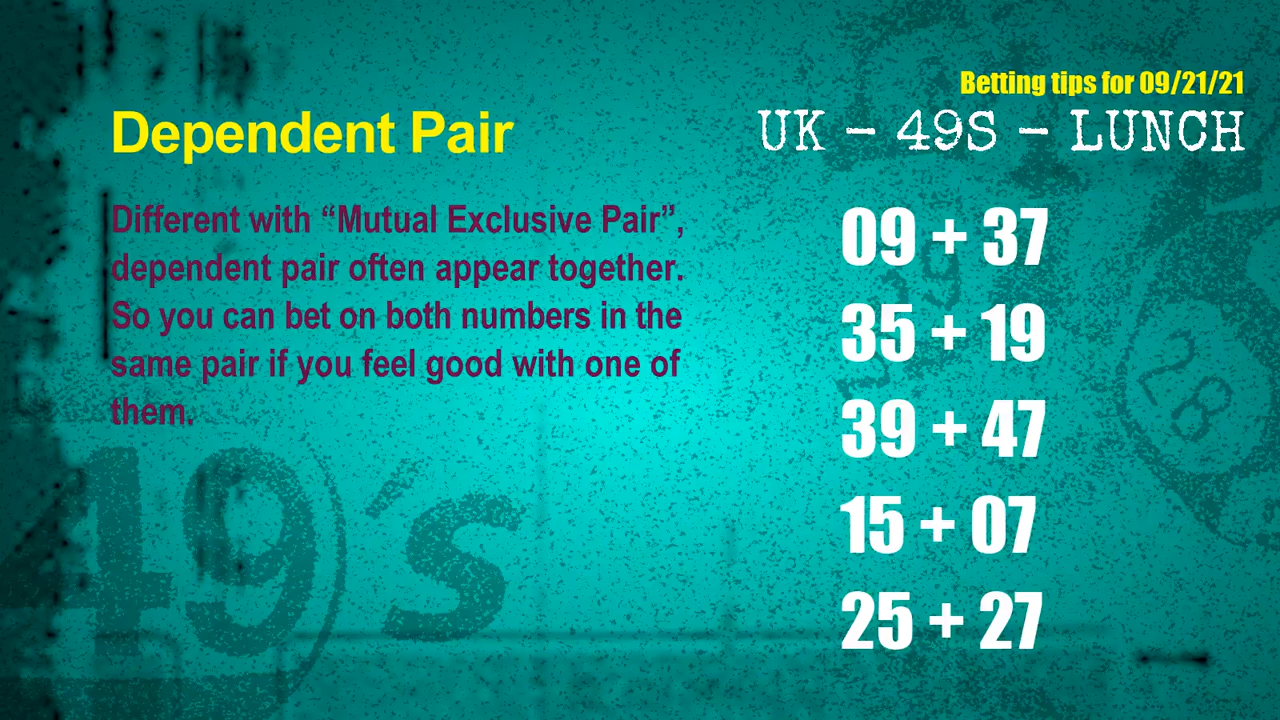 Betting tips for 09/21/21
UK - 49S - LUNCH
Dependent Pair
Different with “Mutual Exclusive Pair”,
dependent pair often appear together.
So you can bet on both numbers in the
same pair if you feel good with one of
them.
09 + 37
35 + 19
39 + 47
15 + 07
25 + 27
49's
39
28